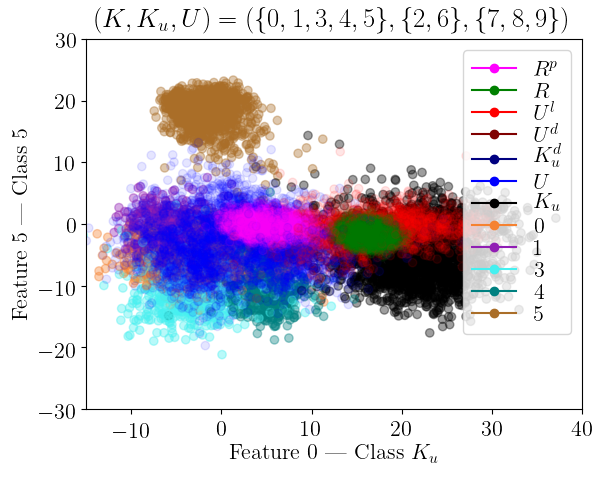 (K, K_u, U) = ({0, 1, 3, 4, 5}, {2, 6}, {7, 8, 9})
30
20
10
0
−10
−20
−30
Feature 5 — Class 5
−10
0
10
20
30
40
Feature 0 — Class K_u
R^p
R
U^l
U^d
K_u^d
U
K_u
0
1
3
4
5